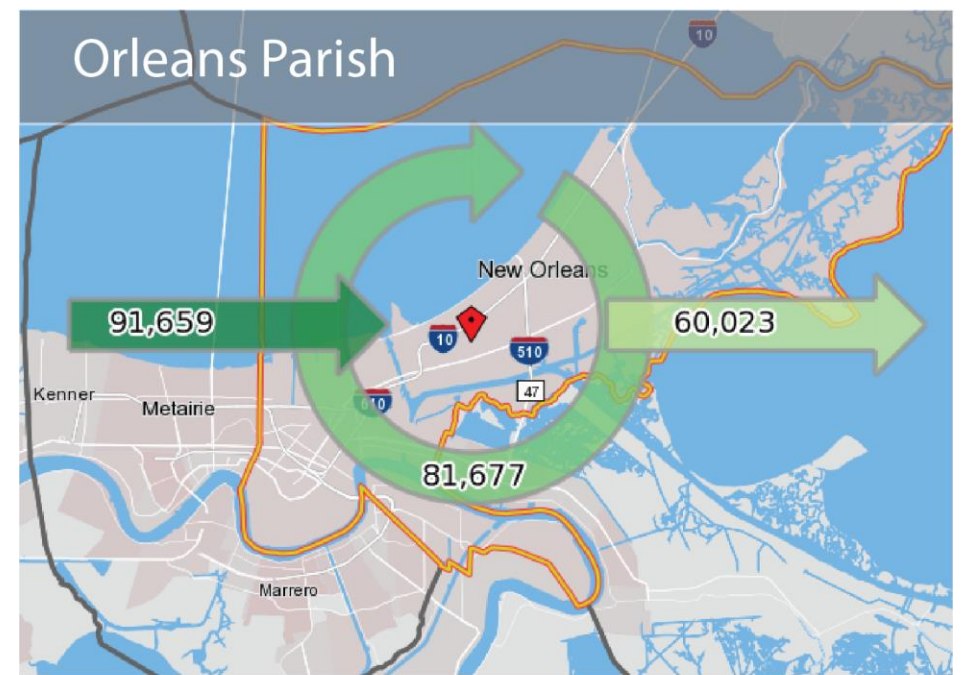 10
Orleans Parish
New Orleans
91,659
60,023
10
510
Kenner
Metairie
610
47
81,677
Marrero